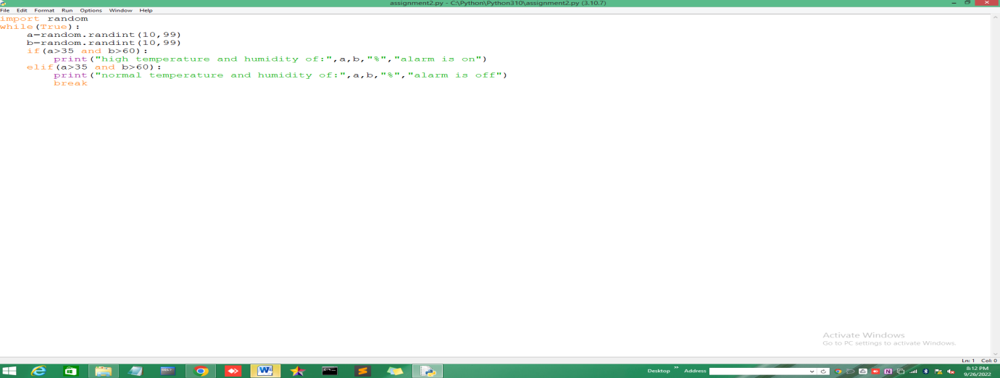 assignment2.py - C:\Python\Python310\assignment2.py (3.10.7)
File Edit Format Run Options Window Help
import random
while(True):
    a=random.randint(10,99)
    b=random.randint(10,99)
    if(a>35 and b>60):
        print("high temperature and humidity of:",a,b,"%","alarm is on")
    elif(a>35 and b>60):
        print("normal temperature and humidity of:",a,b,"%","alarm is off")
        break
Activate Windows
Go to PC settings to activate Windows.
Ln: 1 Col: 0
Desktop Address
8:12 PM
9/26/2022